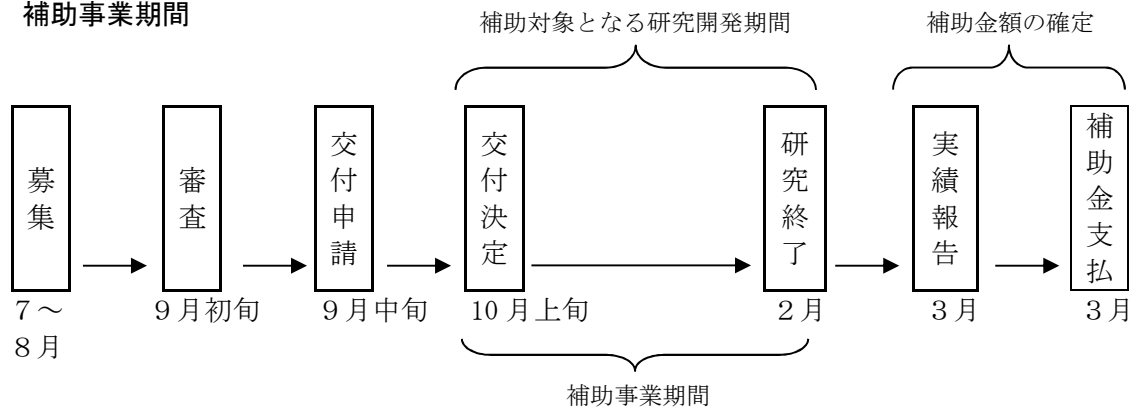 補助事業期間
補助対象となる研究開発期間
補助金額の確定
募集
審査
交付申請
交付決定
研究終了
実績報告
補助金支払
７～
８月
９月初旬
９月中旬
10月上旬
２月
３月
３月
補助事業期間